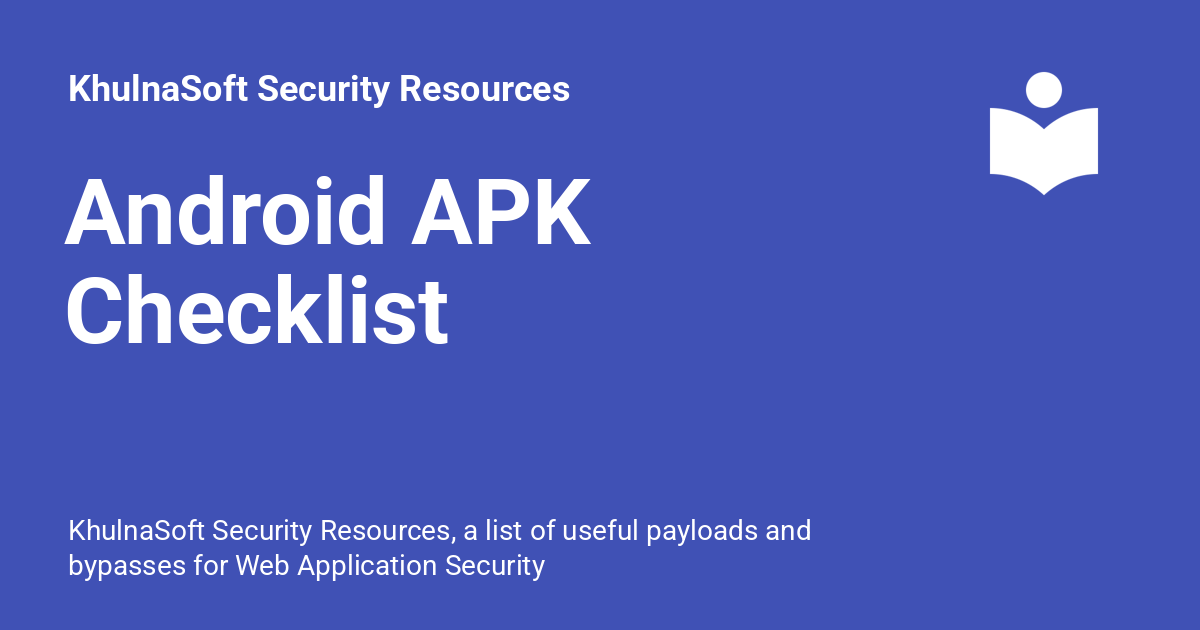 KhulnaSoft Security Resources
Android APK
Checklist
KhulnaSoft Security Resources, a list of useful payloads and
bypasses for Web Application Security